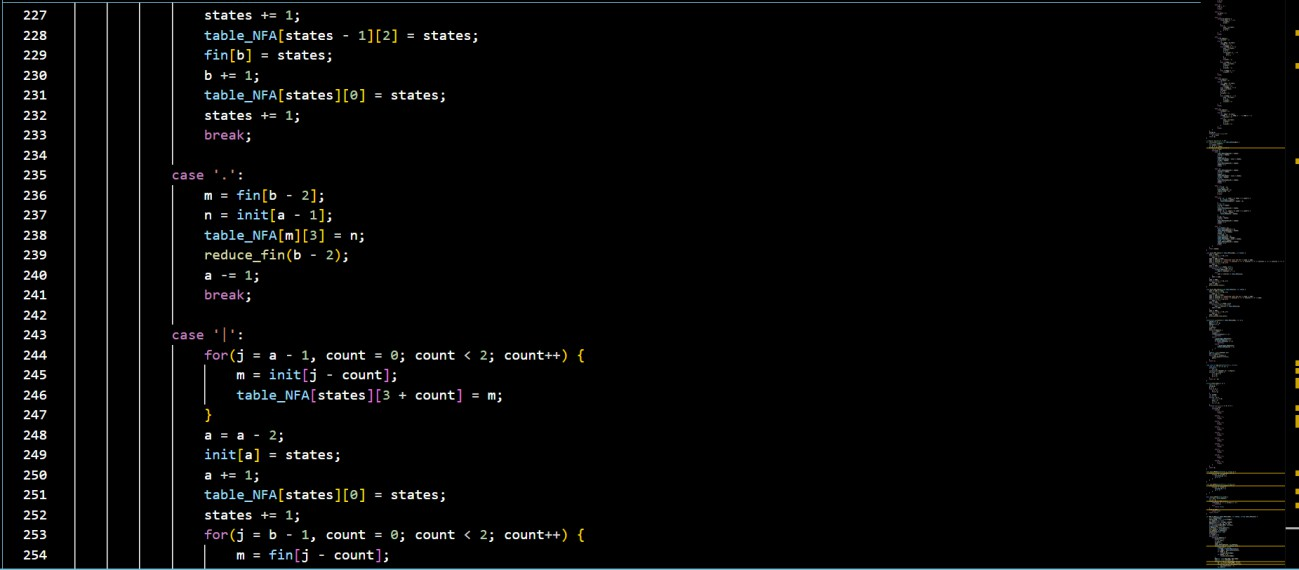 227 states += 1;
228 table_NFA[states - 1][2] = states;
229 fin[b] = states;
230 b += 1;
231 table_NFA[states][0] = states;
232 states += 1;
233 break;
234
235 case '.':
236 m = fin[b - 2];
237 n = init[a - 1];
238 table_NFA[m][3] = n;
239 reduce_fin(b - 2);
240 a -= 1;
241 break;
242
243 case '|':
244 for(j = a - 1, count = 0; count < 2; count++) {
245 m = init[j - count];
246 table_NFA[states][3 + count] = m;
247 }
248 a = a - 2;
249 init[a] = states;
250 a += 1;
251 table_NFA[states][0] = states;
252 states += 1;
253 for(j = b - 1, count = 0; count < 2; count++) {
254 m = fin[j - count];